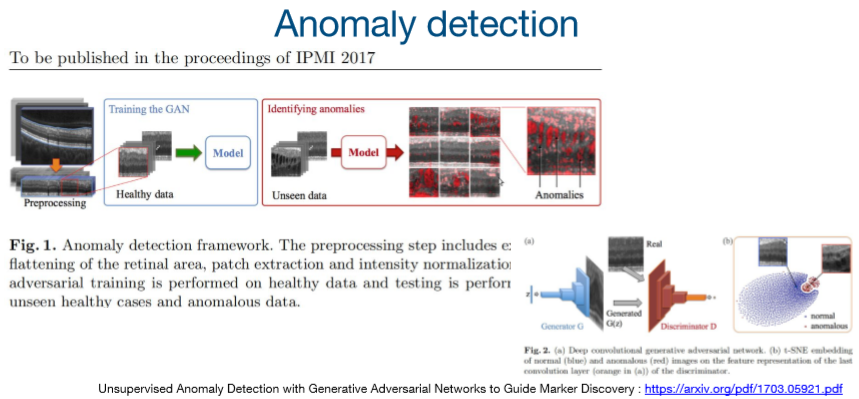 Anomaly detection
To be published in the proceedings of IPMI 2017
Training the GAN
Identifying anomalies
Model
Model
Preprocessing
Healthy data
Unseen data
Anomalies
Fig. 1. Anomaly detection framework. The preprocessing step includes
flattening of the retinal area, patch extraction and intensity
adversarial training is performed on healthy data and testing is
unseen healthy cases and anomalous data.
(a)
Real
z
Generated
G(z)
Generator G
Discriminator D
(b)
normal
anomalous
Fig. 2. (a) Deep convolutional generative adversarial network. (b) t-SNE embedding
of normal (blue) and anomalous (red) images on the feature representation of the last
convolution layer (orange in (a)) of the discriminator.
Unsupervised Anomaly Detection with Generative Adversarial Networks to Guide Marker Discovery : https://arxiv.org/pdf/1703.05921.pdf